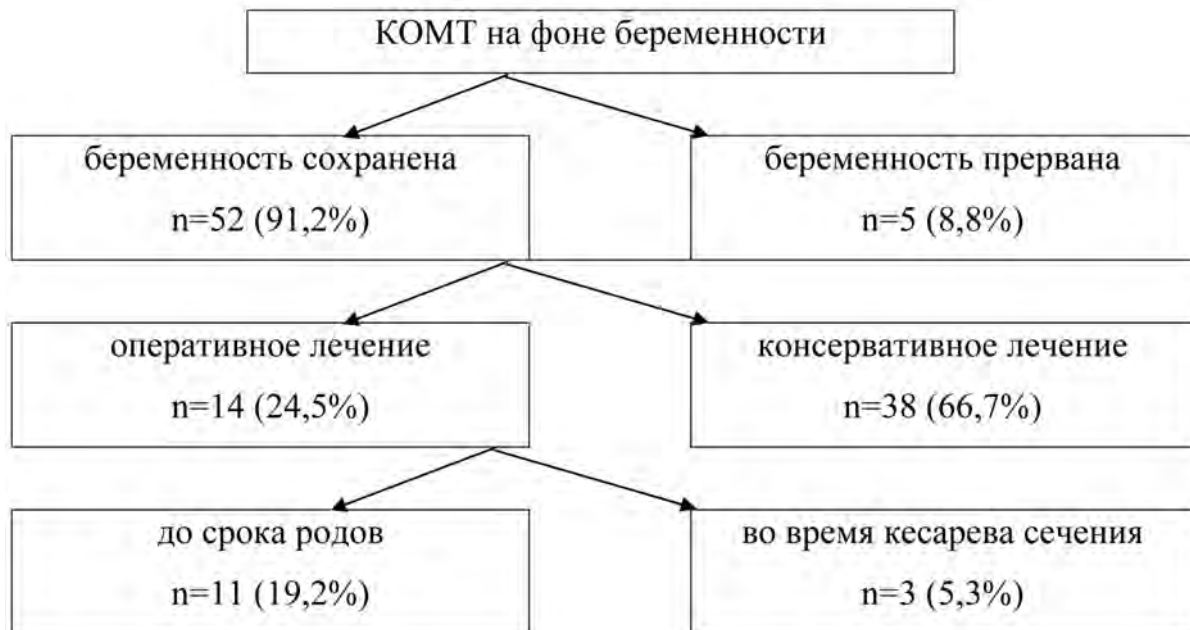 КОМТ на фоне беременности
беременность сохранена
n=52 (91,2%)
беременность прервана
n=5 (8,8%)
оперативное лечение
n=14 (24,5%)
консервативное лечение
n=38 (66,7%)
до срока родов
n=11 (19,2%)
во время кесарева сечения
n=3 (5,3%)